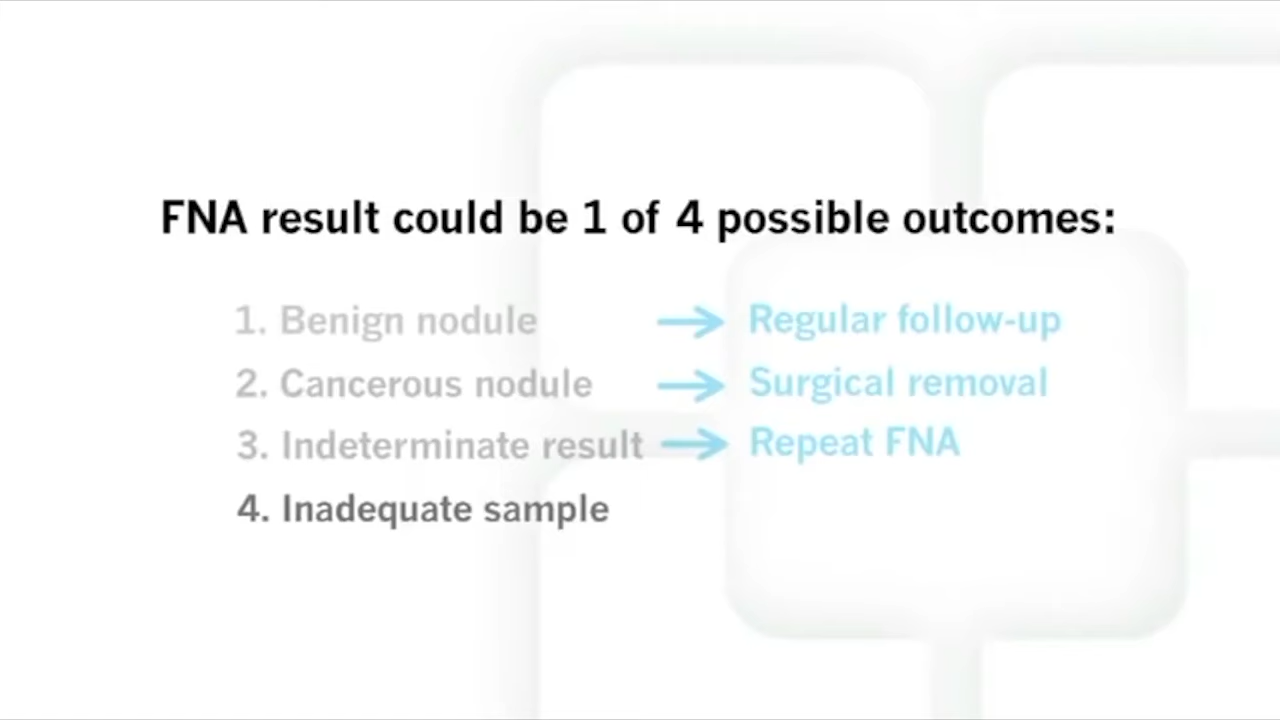 FNA result could be 1 of 4 possible outcomes:
1. Benign nodule → Regular follow-up
2. Cancerous nodule → Surgical removal
3. Indeterminate result → Repeat FNA
4. Inadequate sample